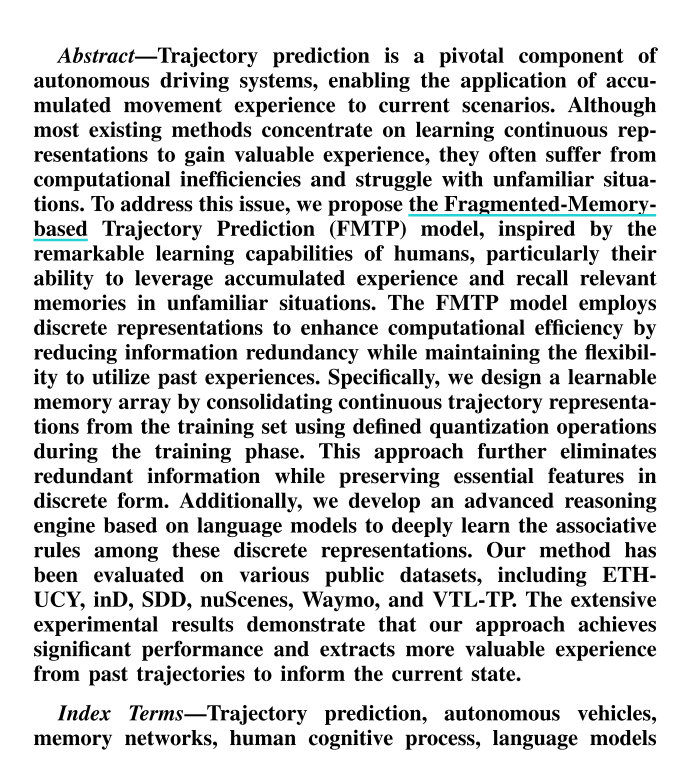 Abstract—Trajectory prediction is a pivotal component of
autonomous driving systems, enabling the application of accu-
mulated movement experience to current scenarios. Although
most existing methods concentrate on learning continuous rep-
resentations to gain valuable experience, they often suffer from
computational inefficiencies and struggle with unfamiliar situa-
tions. To address this issue, we propose the Fragmented-Memory-
based Trajectory Prediction (FMTP) model, inspired by the
remarkable learning capabilities of humans, particularly their
ability to leverage accumulated experience and recall relevant
memories in unfamiliar situations. The FMTP model employs
discrete representations to enhance computational efficiency by
reducing information redundancy while maintaining the flexibil-
ity to utilize past experiences. Specifically, we design a learnable
memory array by consolidating continuous trajectory representa-
tions from the training set using defined quantization operations
during the training phase. This approach further eliminates
redundant information while preserving essential features in
discrete form. Additionally, we develop an advanced reasoning
engine based on language models to deeply learn the associative
rules among these discrete representations. Our method has
been evaluated on various public datasets, including ETH-
UCY, inD, SDD, nuScenes, Waymo, and VTL-TP. The extensive
experimental results demonstrate that our approach achieves
significant performance and extracts more valuable experience
from past trajectories to inform the current state.
Index Terms—Trajectory prediction, autonomous vehicles,
memory networks, human cognitive process, language models